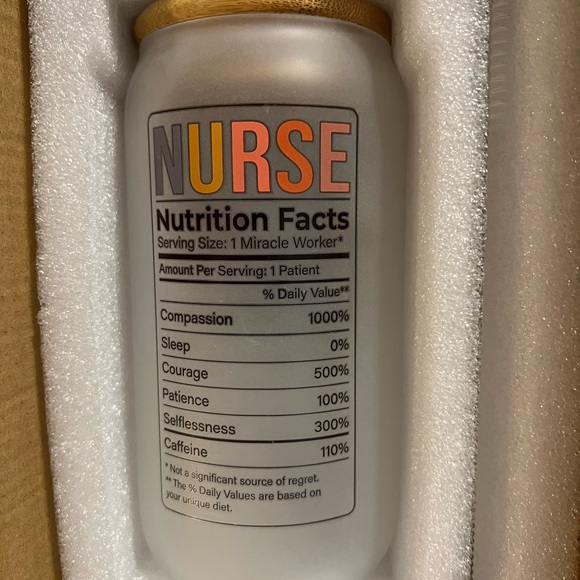 NURSE
Nutrition Facts
Serving Size: 1 Miracle Worker*
Amount Per Serving: 1 Patient
% Daily Value**
Compassion 1000%
Sleep 0%
Courage 500%
Patience 100%
Selflessness 300%
Caffeine 110%
* Not a significant source of regret.
** The % Daily Values are based on
your unique diet.